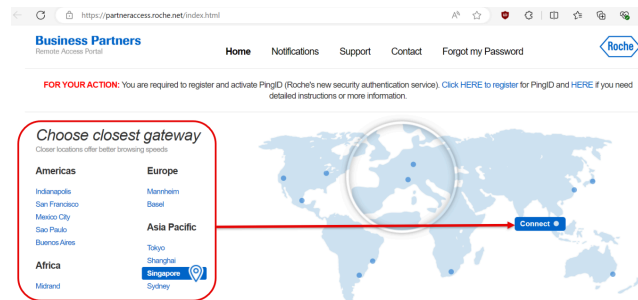 https://partneraccess.roche.net/index.html
Business Partners
Remote Access Portal
Home Notifications Support Contact Forgot my Password
Roche
FOR YOUR ACTION: You are required to register and activate PingID (Roche's new security authentication service). Click HERE to register for PingID and HERE if you need
detailed instructions or more information.
Choose closest gateway
Closer locations offer better browsing speeds
Americas
Indianapolis
San Francisco
Mexico City
Sao Paulo
Buenos Aires
Africa
Midrand
Europe
Mannheim
Basel
Asia Pacific
Tokyo
Shanghai
Singapore
Sydney
Connect